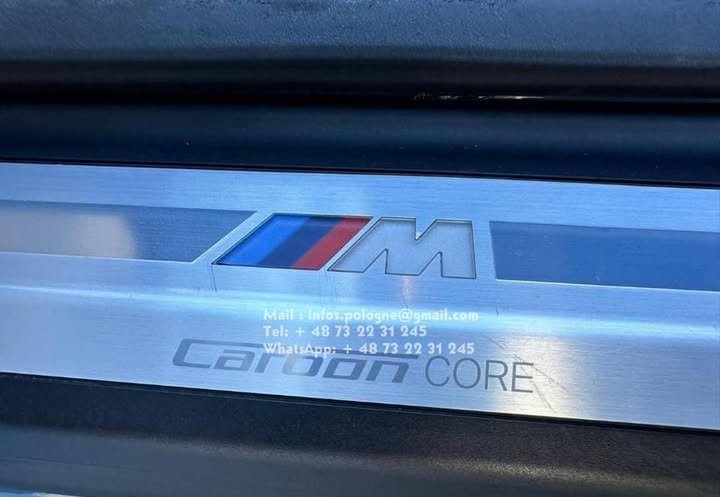 M
Mail : infos.pologne@gmail.com
Tel: + 48 73 22 31 245
WhatsApp: + 48 73 22 31 245
Carbon CORE